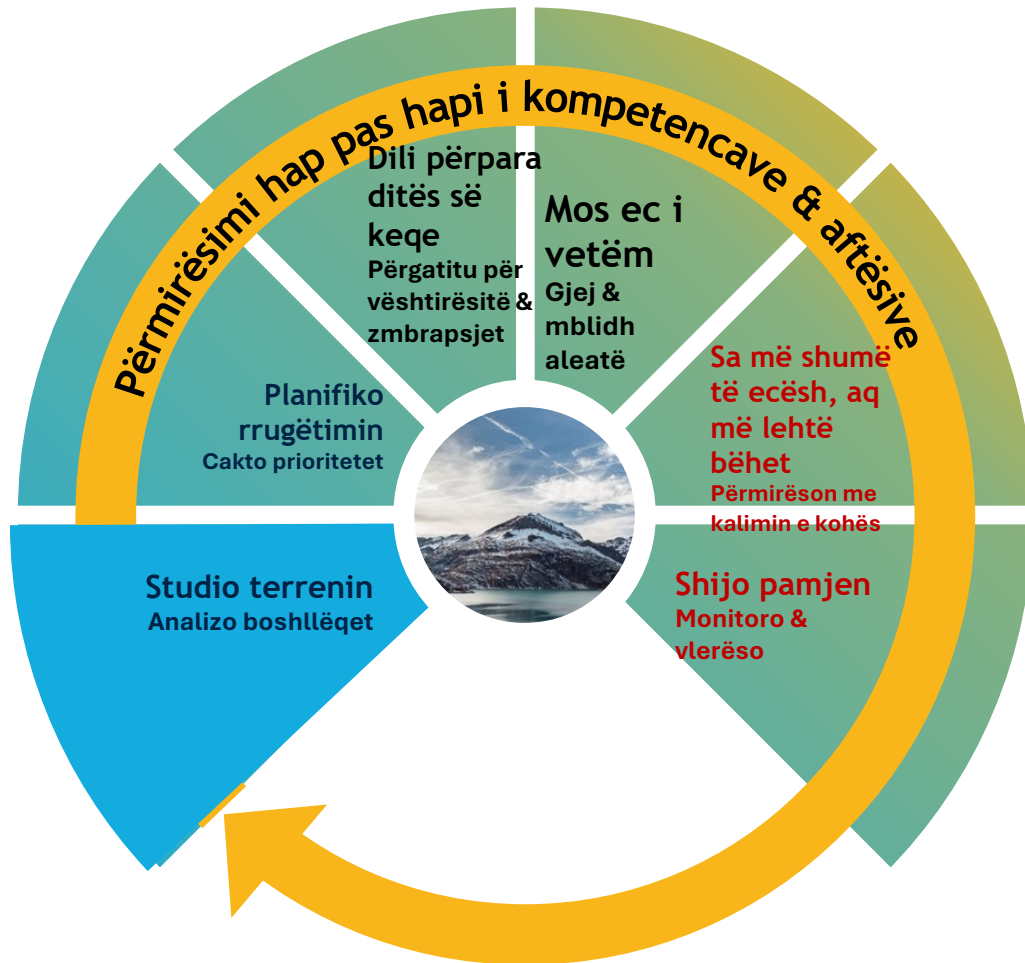 Përmirësimi hap pas hapi i kompetencave & aftësive
Studio terrenin
Analizo boshllëqet
Planifiko
rrugëtimin
Cakto prioritetet
Dili përpara
ditës së
keqe
Përgatitu për
vështirësitë &
zmbrapsjet
Mos ec i
vetëm
Gjej &
mblidh
aleatë
Sa më shumë
të ecësh, aq
më lehtë
bëhet
Përmirëson me
kalimin e kohës
Shijo pamjen
Monitoro &
vlerëso